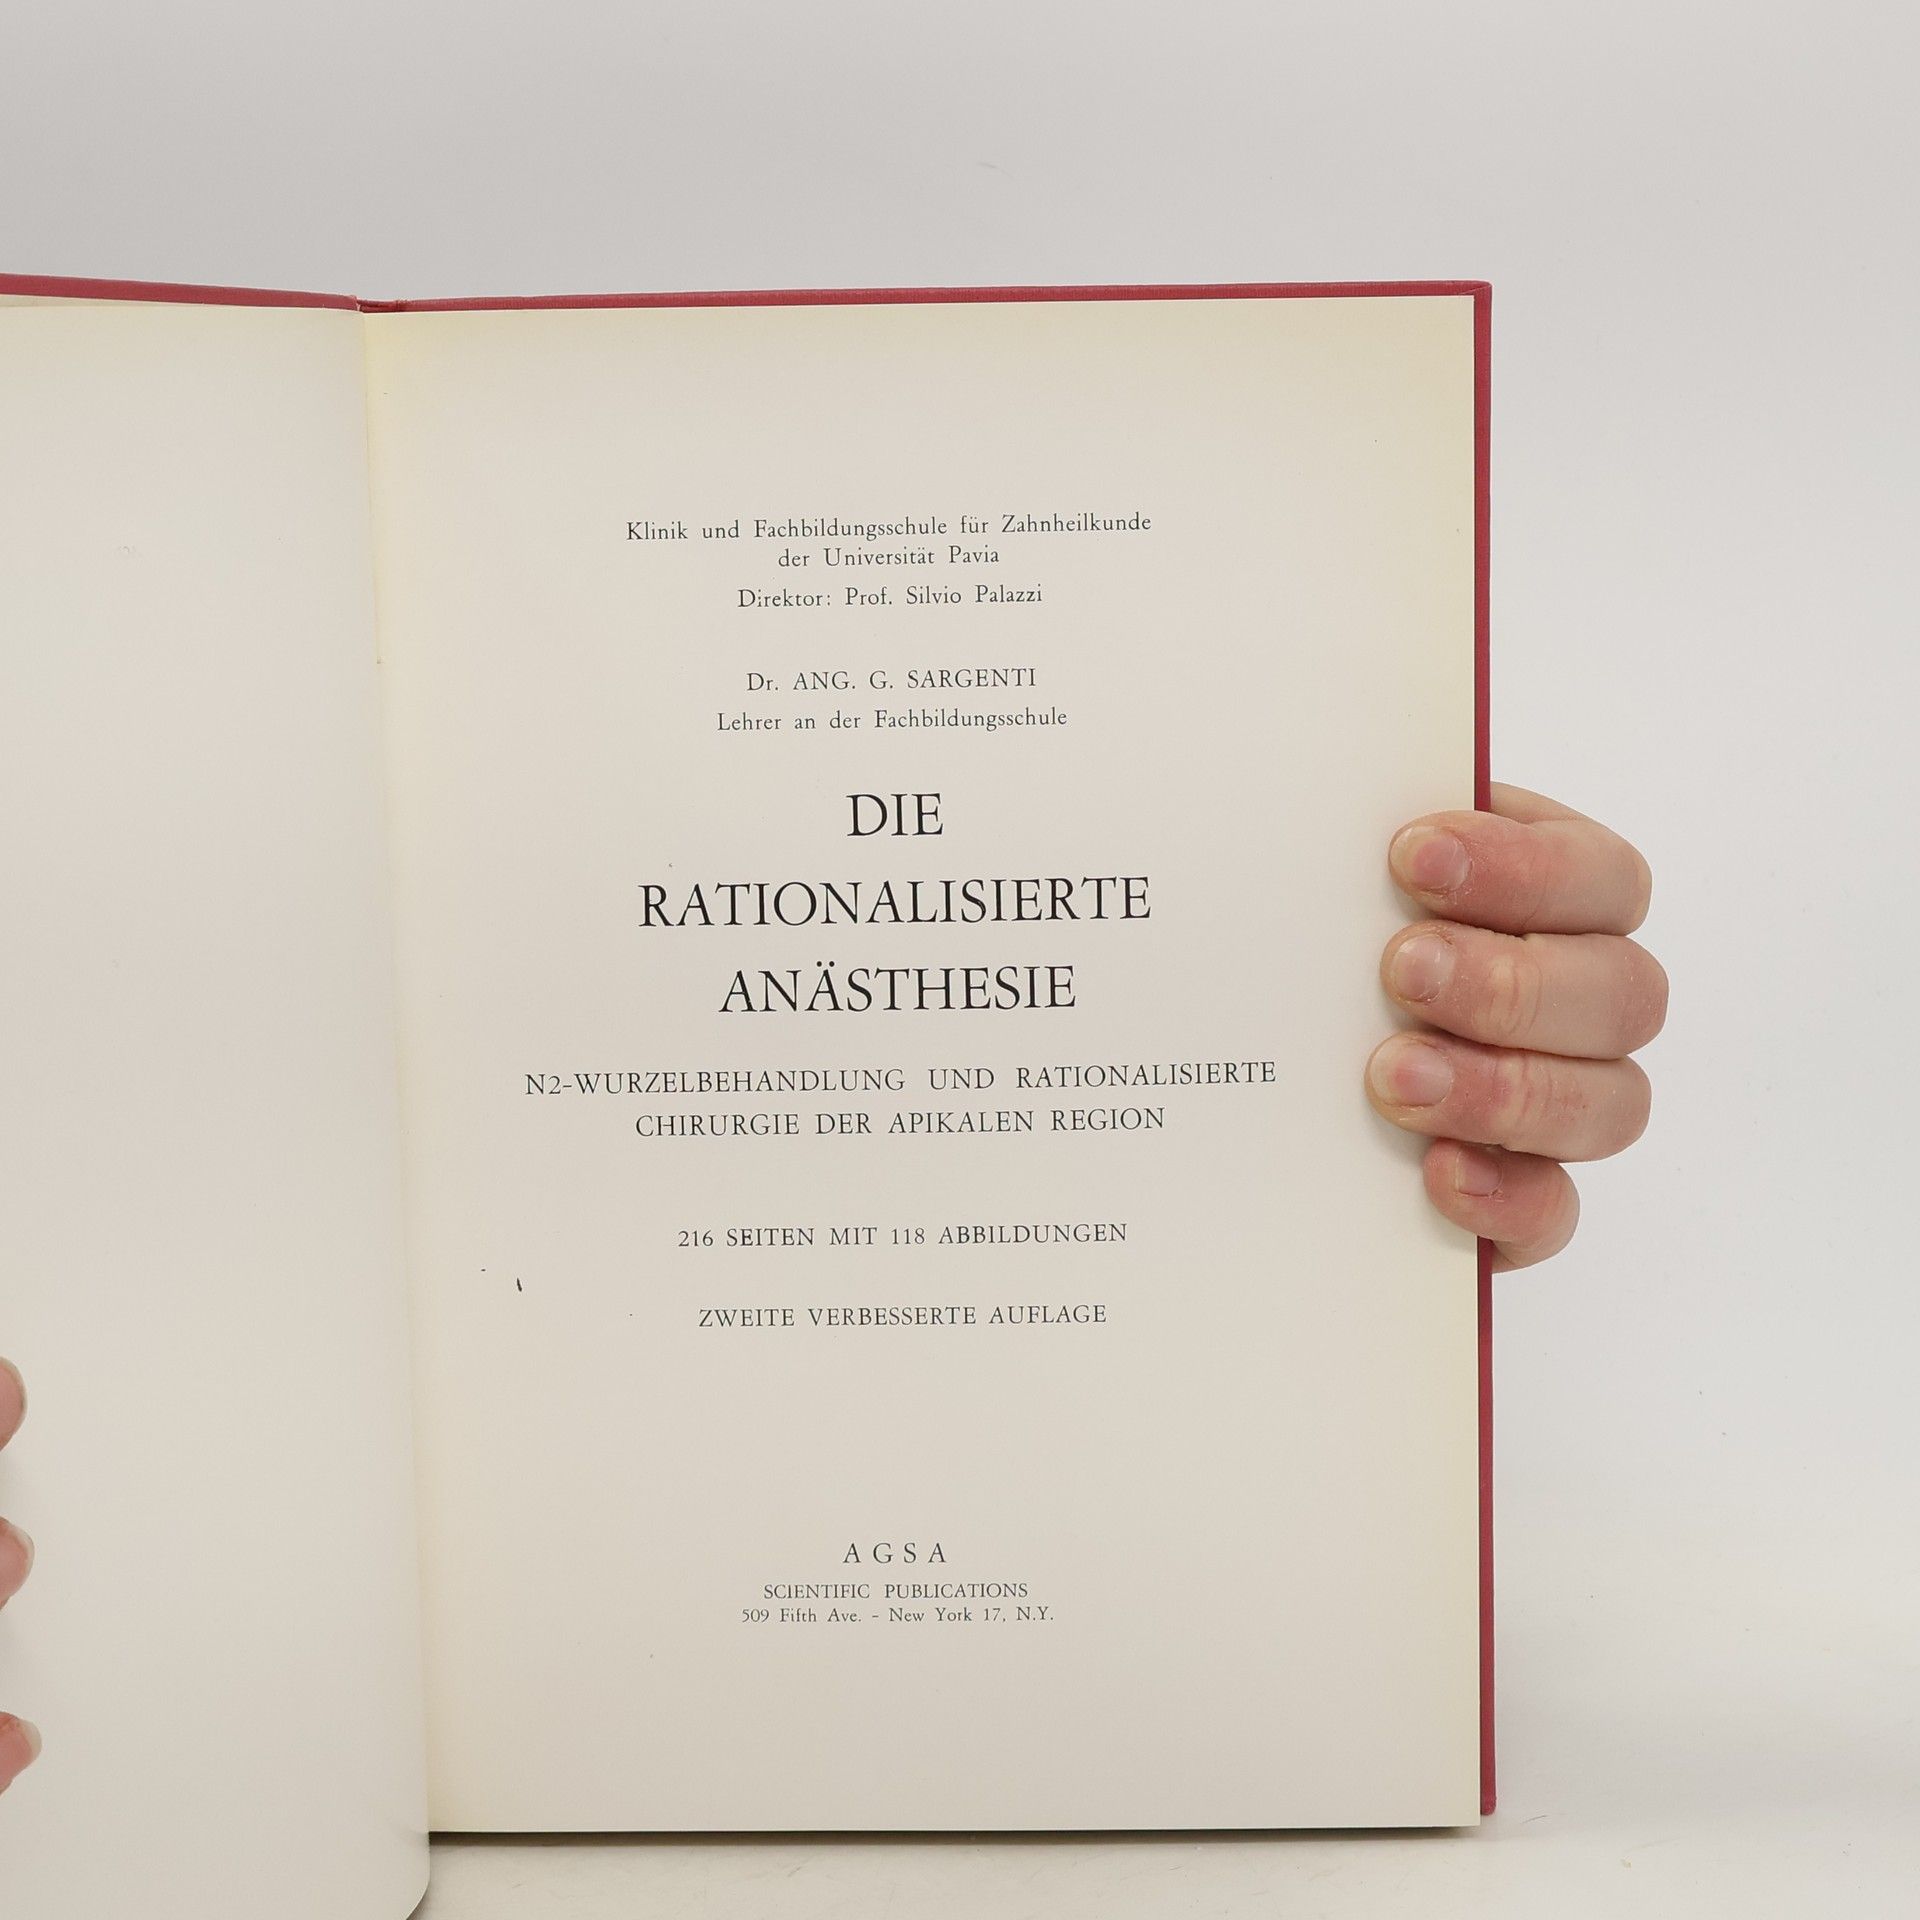 Klinik und Fachbildungsschule für Zahnheilkunde
der Universität Pavia
Direktor: Prof. Silvio Palazzi
Dr. ANG. G. SARGENTI
Lehrer an der Fachbildungsschule
DIE
RATIONALISIERTE
ANÄSTHESIE
N2-WURZELBEHANDLUNG UND RATIONALISIERTE
CHIRURGIE DER APIKALEN REGION
216 SEITEN MIT 118 ABBILDUNGEN
ZWEITE VERBESSERTE AUFLAGE
AGSA
SCIENTIFIC PUBLICATIONS
509 Fifth Ave. - New York 17, N.Y.